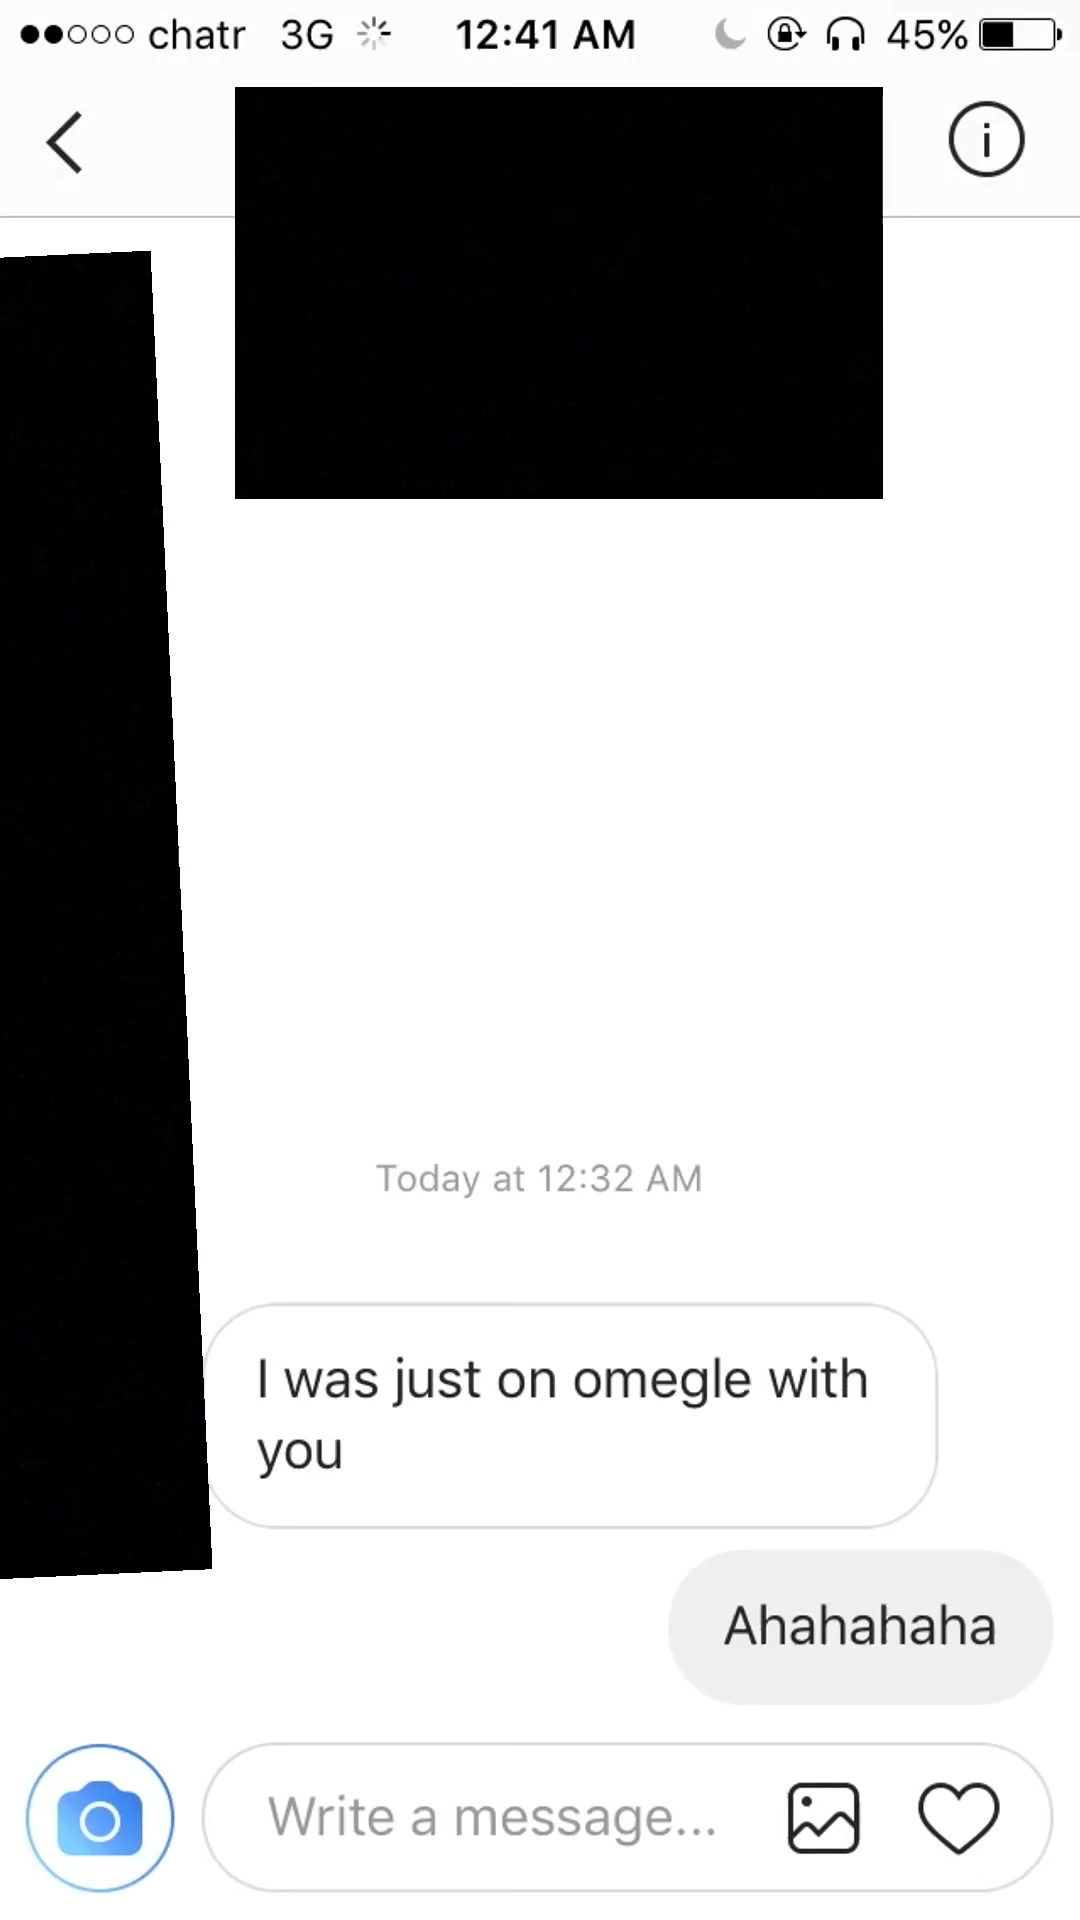 chatr 3G 12:41 AM 45%
Today at 12:32 AM
I was just on omegle with
you
Ahahahaha
Write a message...